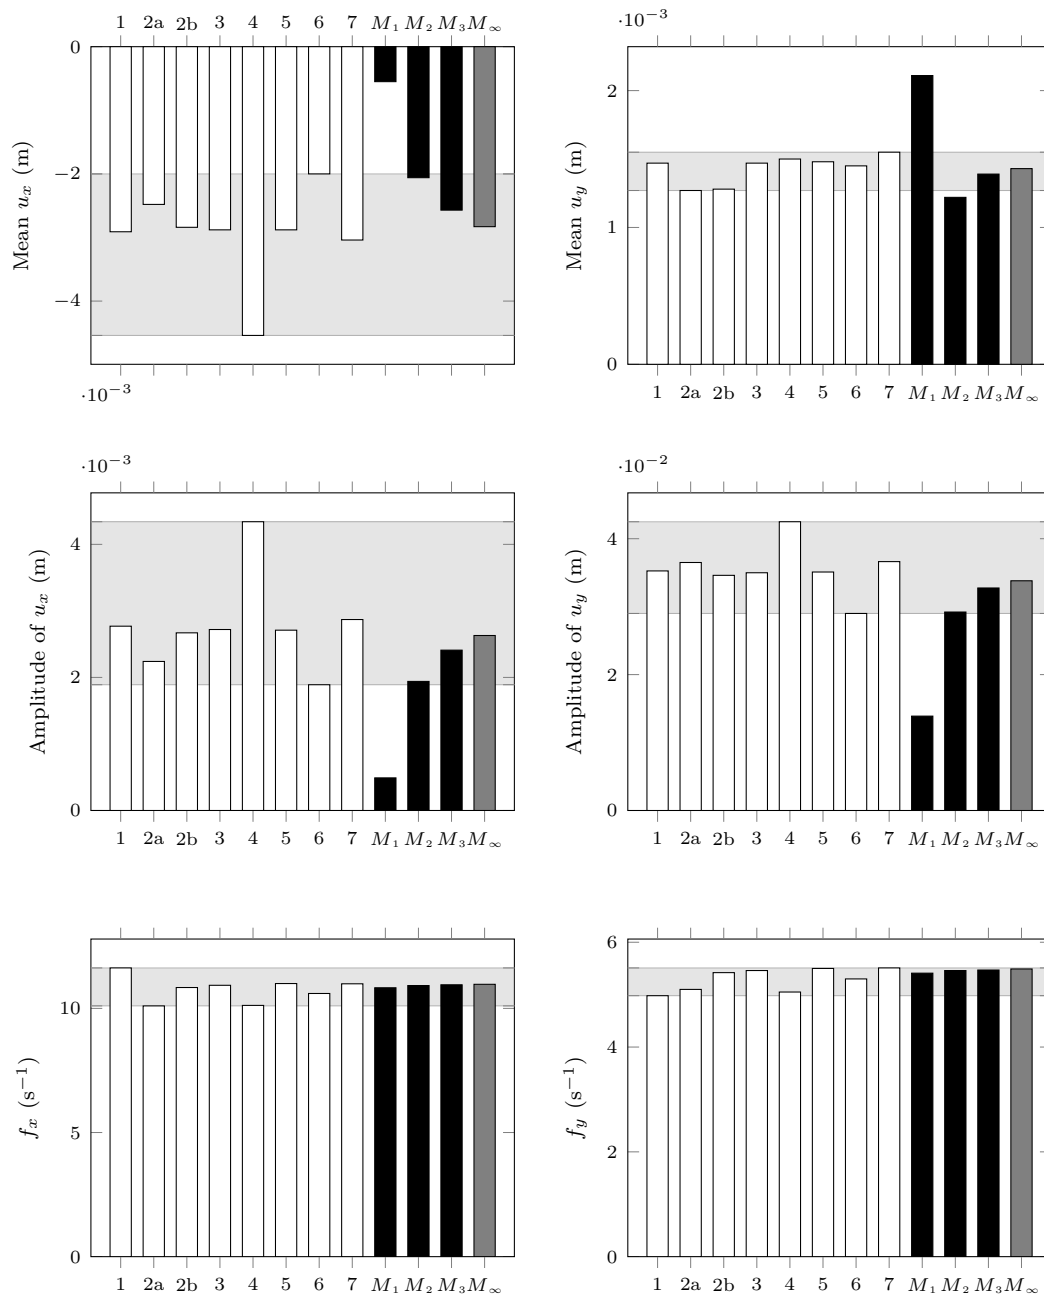 1 2a 2b 3 4 5 6 7 M₁ M₂ M₃ M∞
0
−2
−4
Mean uₓ (m)
·10⁻³
·10⁻³
2
1
0
Mean u_y (m)
1 2a 2b 3 4 5 6 7 M₁ M₂ M₃ M∞
·10⁻³
4
2
0
Amplitude of uₓ (m)
1 2a 2b 3 4 5 6 7 M₁ M₂ M₃ M∞
·10⁻²
4
2
0
Amplitude of u_y (m)
1 2a 2b 3 4 5 6 7 M₁ M₂ M₃ M∞
10
5
0
fₓ (s⁻¹)
1 2a 2b 3 4 5 6 7 M₁ M₂ M₃ M∞
6
4
2
0
f_y (s⁻¹)
1 2a 2b 3 4 5 6 7 M₁ M₂ M₃ M∞